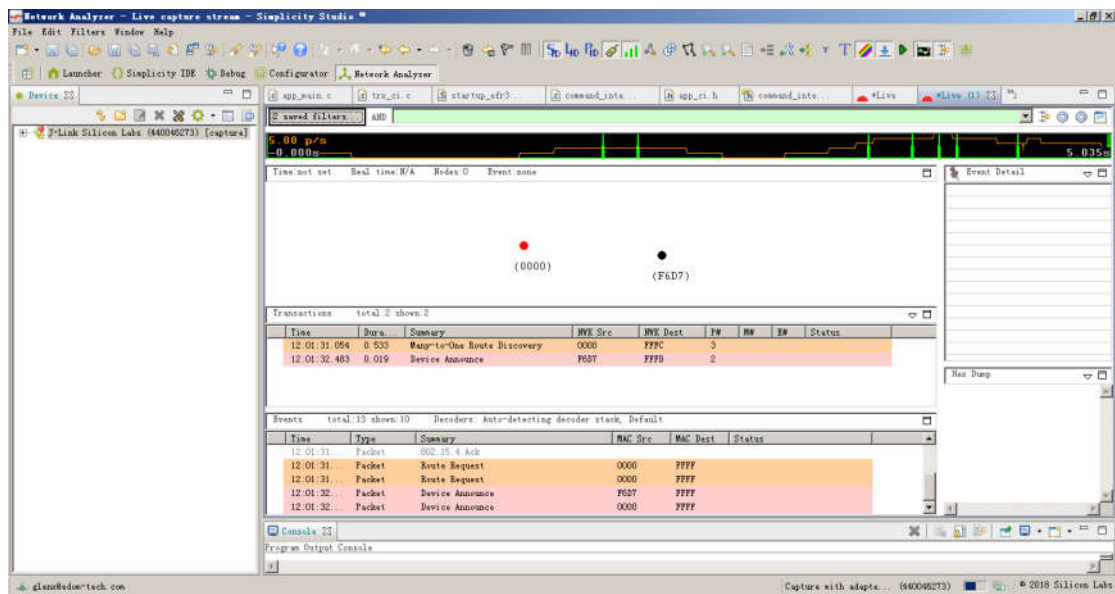 Network Analyzer - Live capture stream - Simplicity Studio ®
File Edit Filters Window Help
Launcher {} Simplicity IDE Debug Configurator Network Analyzer
Device
J-Link Silicon Labs (440046273) [capture]
app_main.c trx_ci.c startup_efr3... command_inte... app_ci.h command_inte... *Live *Live (1)
2 saved filters AND
5.00 p/s
-0.000s 5.035s
Time:not set Real time:N/A Nodes:0 Event:none
Event Detail
(0000)
(F6D7)
Transactions total:2 shown:2
Time Dura... Summary NWK Src NWK Dest P# M# E# Status
12:01:31.054 0.533 Many-to-One Route Discovery 0000 FFFC 3
12:01:32.483 0.019 Device Announce F6D7 FFFD 2
Hex Dump
Events total:13 shown:10 Decoders: Auto-detecting decoder stack, Default
Time Type Summary MAC Src MAC Dest Status
12:01:31... Packet 802.15.4 Ack
12:01:31... Packet Route Request 0000 FFFF
12:01:31... Packet Route Request 0000 FFFF
12:01:32... Packet Device Announce F6D7 FFFF
12:01:32... Packet Device Announce 0000 FFFF
Console
Program Output Console
Capture with adapte... (440046273) © 2018 Silicon Labs